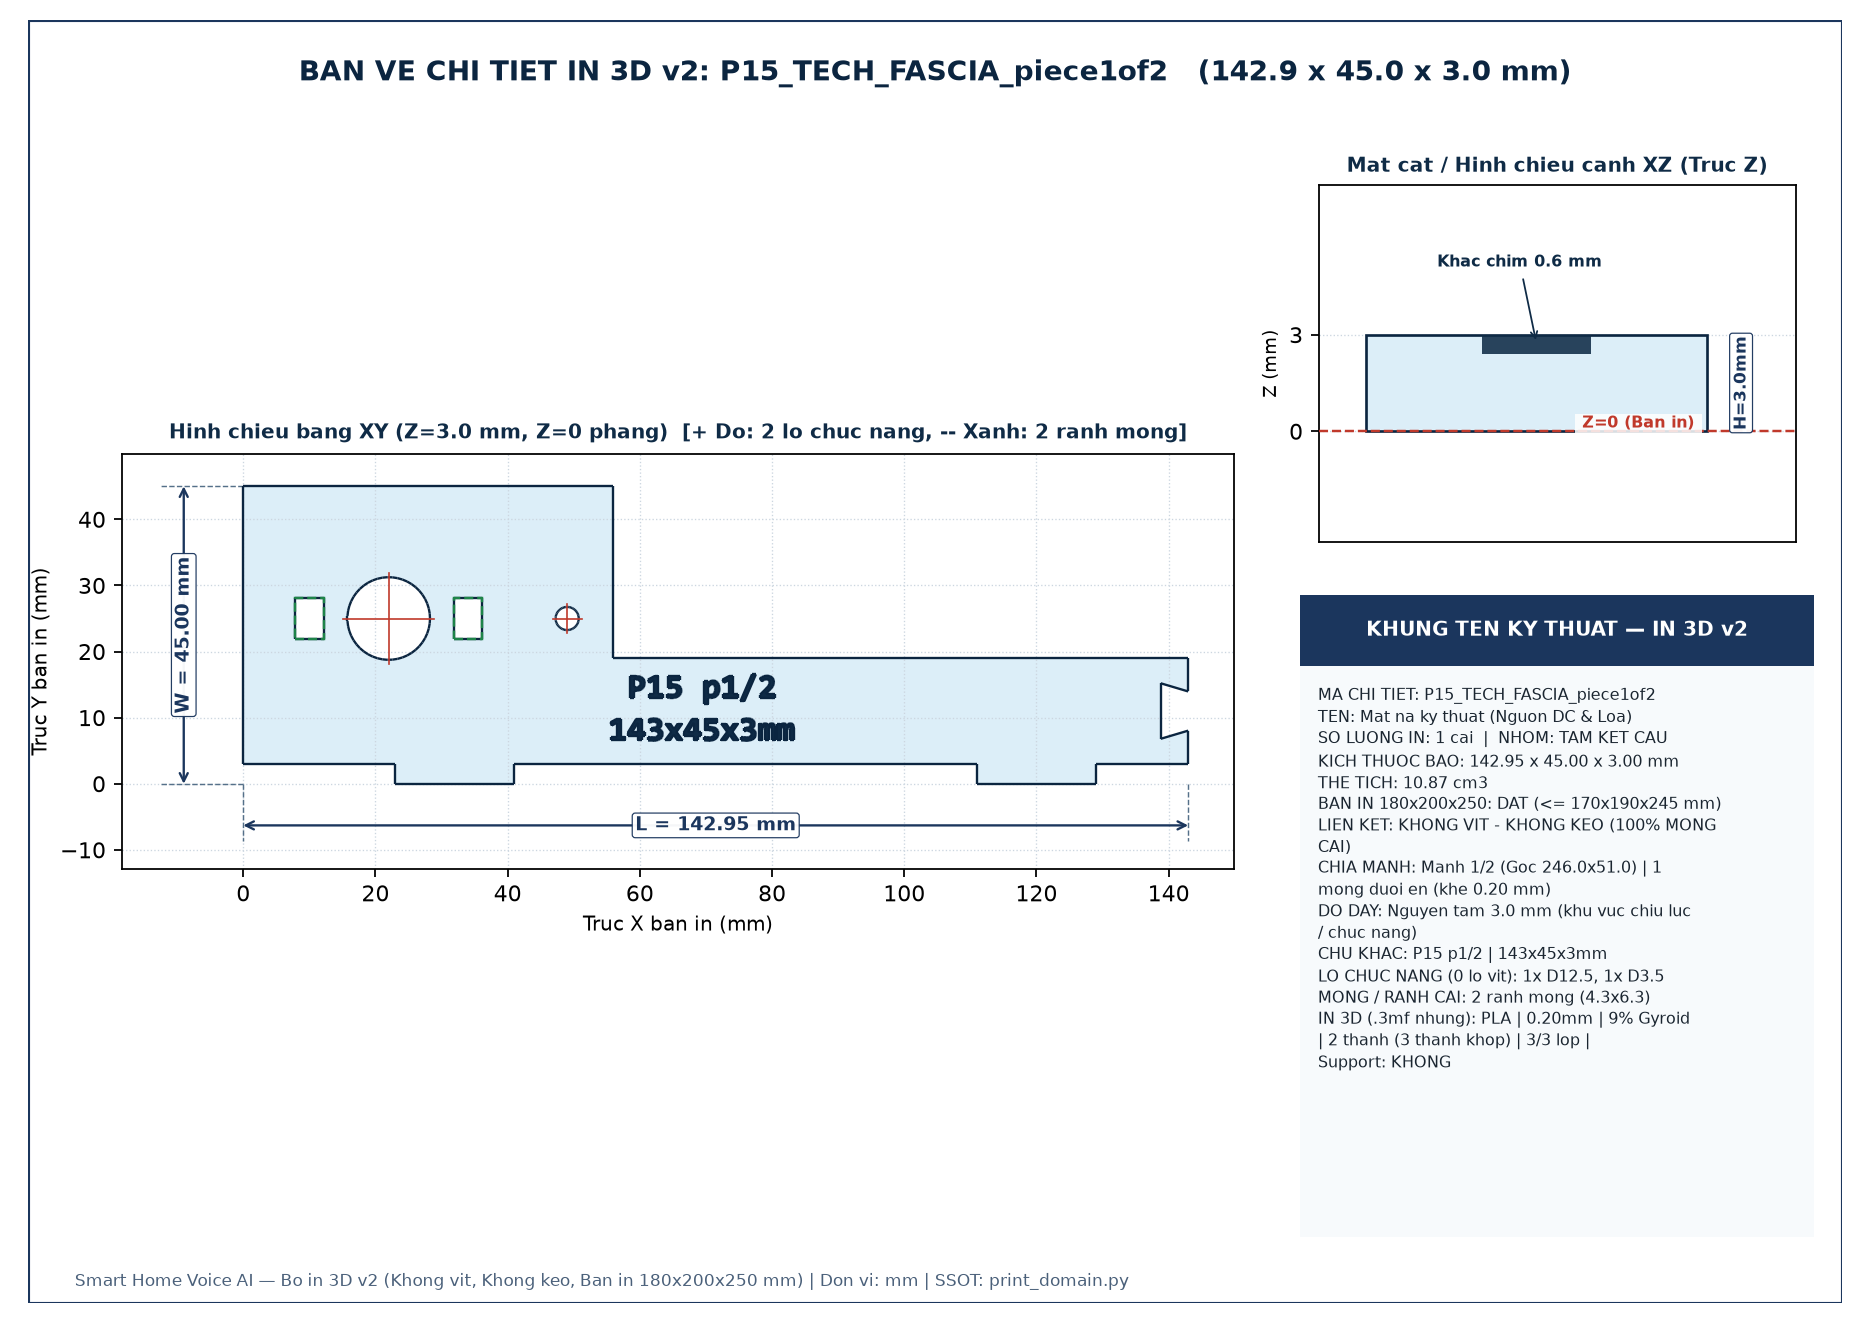 BAN VE CHI TIET IN 3D v2: P15_TECH_FASCIA_piece1of2 (142.9 x 45.0 x 3.0 mm)
Mat cat / Hinh chieu canh XZ (Truc Z)
Khac chim 0.6 mm
Z (mm)
3
0
Z=0 (Ban in)
H=3.0mm
Hinh chieu bang XY (Z=3.0 mm, Z=0 phang) [+ Do: 2 lo chuc nang, -- Xanh: 2 ranh mong]
Truc Y ban in (mm)
40
30
20
10
0
−10
W = 45.00 mm
P15 p1/2
143x45x3mm
L = 142.95 mm
0 20 40 60 80 100 120 140
Truc X ban in (mm)
KHUNG TEN KY THUAT — IN 3D v2
MA CHI TIET: P15_TECH_FASCIA_piece1of2
TEN: Mat na ky thuat (Nguon DC & Loa)
SO LUONG IN: 1 cai | NHOM: TAM KET CAU
KICH THUOC BAO: 142.95 x 45.00 x 3.00 mm
THE TICH: 10.87 cm3
BAN IN 180x200x250: DAT (<= 170x190x245 mm)
LIEN KET: KHONG VIT - KHONG KEO (100% MONG
CAI)
CHIA MANH: Manh 1/2 (Goc 246.0x51.0) | 1
mong duoi en (khe 0.20 mm)
DO DAY: Nguyen tam 3.0 mm (khu vuc chiu luc
/ chuc nang)
CHU KHAC: P15 p1/2 | 143x45x3mm
LO CHUC NANG (0 lo vit): 1x D12.5, 1x D3.5
MONG / RANH CAI: 2 ranh mong (4.3x6.3)
IN 3D (.3mf nhung): PLA | 0.20mm | 9% Gyroid
| 2 thanh (3 thanh khop) | 3/3 lop |
Support: KHONG
Smart Home Voice AI — Bo in 3D v2 (Khong vit, Khong keo, Ban in 180x200x250 mm) | Don vi: mm | SSOT: print_domain.py